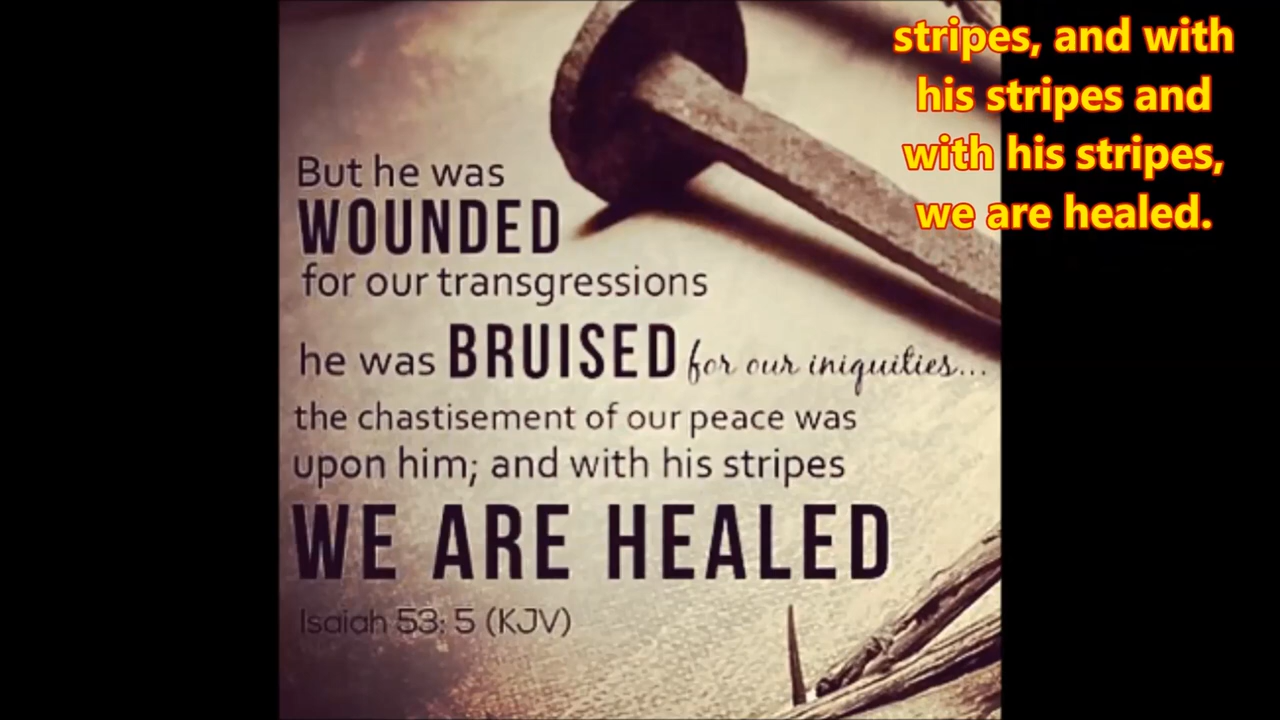 stripes, and with
his stripes and
with his stripes,
we are healed.
But he was
WOUNDED
for our transgressions
he was BRUISED for our iniquities...
the chastisement of our peace was
upon him; and with his stripes
WE ARE HEALED
Isaiah 53: 5 (KJV)